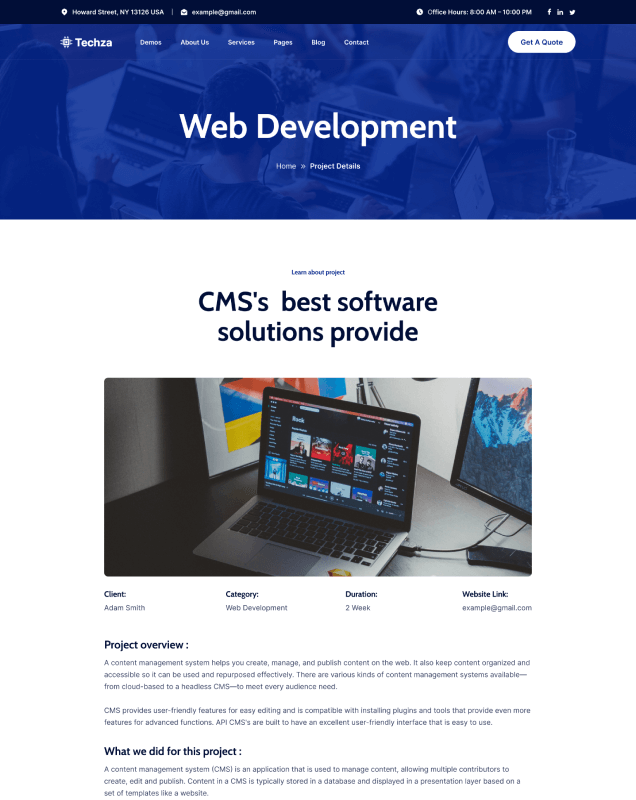 Howard Street, NY 13126 USA | example@gmail.com Office Hours: 8:00 AM – 10:00 PM
Techza Demos About Us Services Pages Blog Contact Get A Quote
Web Development
Home » Project Details
Learn about project
CMS's best software
solutions provide
Book
Client: Category: Duration: Website Link:
Adam Smith Web Development 2 Week example@gmail.com
Project overview :
A content management system helps you create, manage, and publish content on the web. It also keep content organized and
accessible so it can be used and repurposed effectively. There are various kinds of content management systems available—
from cloud-based to a headless CMS—to meet every audience need.
CMS provides user-friendly features for easy editing and is compatible with installing plugins and tools that provide even more
features for advanced functions. API CMS's are built to have an excellent user-friendly interface that is easy to use.
What we did for this project :
A content management system (CMS) is an application that is used to manage content, allowing multiple contributors to
create, edit and publish. Content in a CMS is typically stored in a database and displayed in a presentation layer based on a
set of templates like a website.